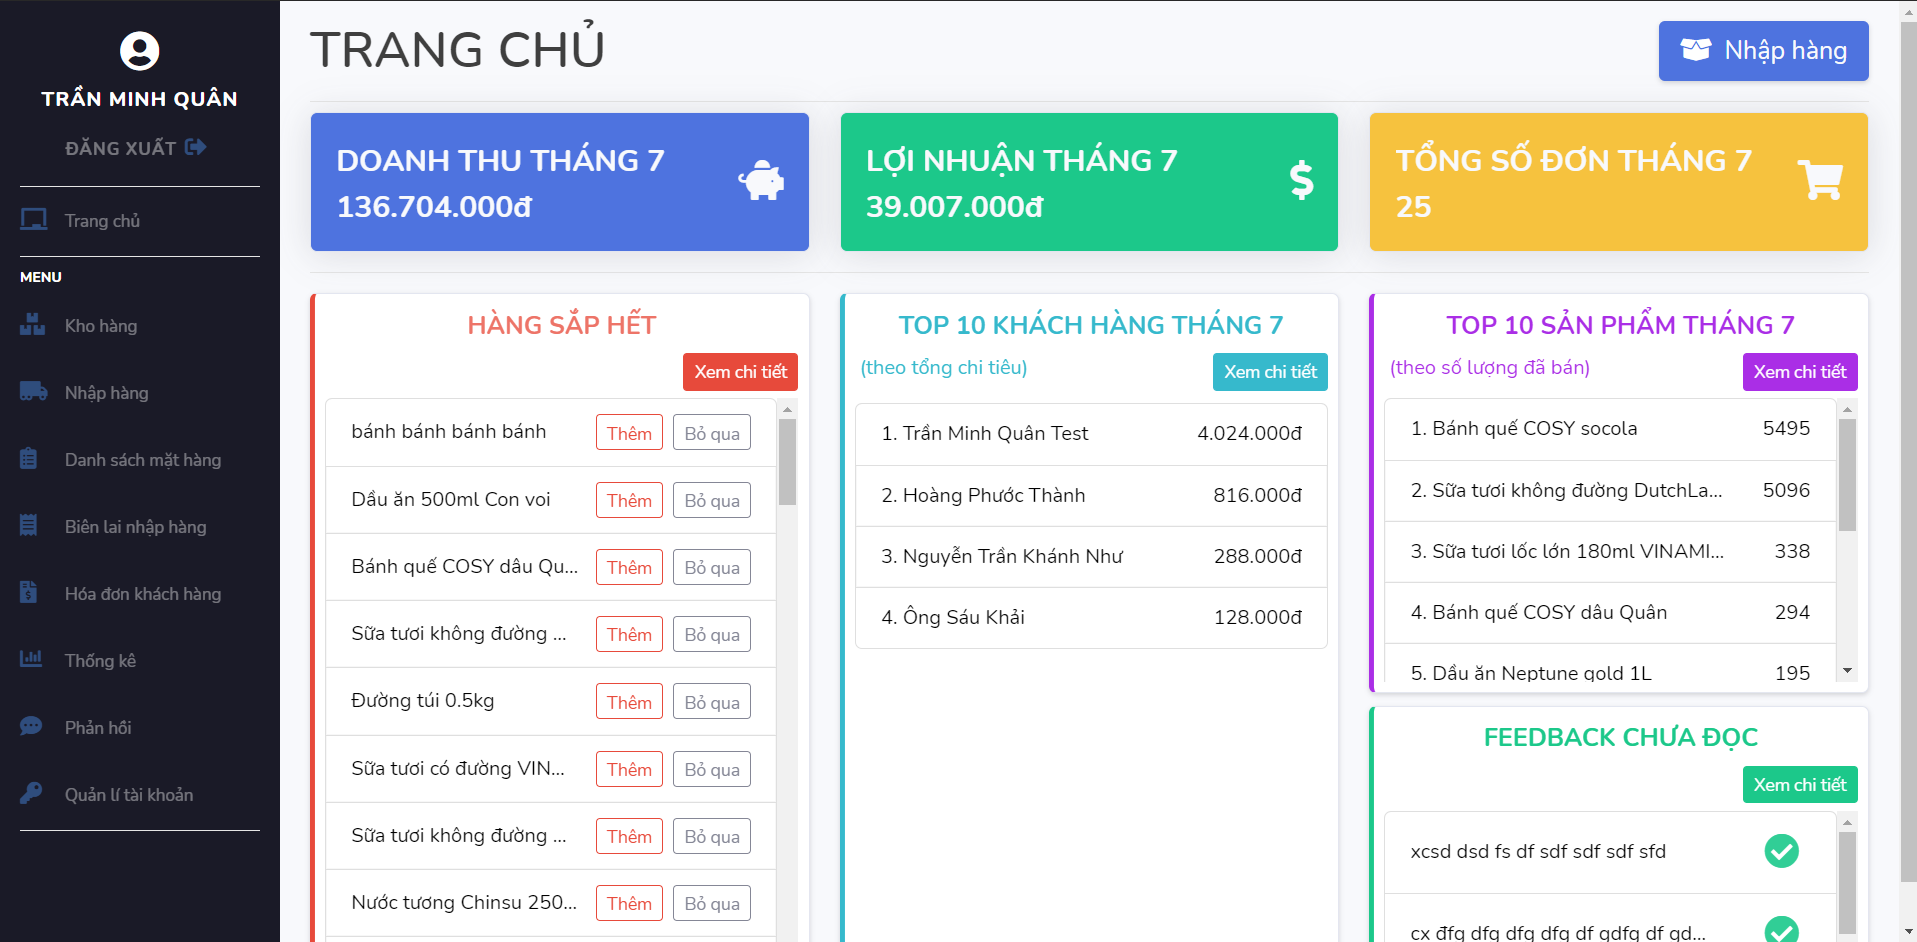 TRẦN MINH QUÂN
ĐĂNG XUẤT
Trang chủ
MENU
Kho hàng
Nhập hàng
Danh sách mặt hàng
Biên lai nhập hàng
Hóa đơn khách hàng
Thống kê
Phản hồi
Quản lí tài khoản
TRANG CHỦ
Nhập hàng
DOANH THU THÁNG 7
136.704.000đ
LỢI NHUẬN THÁNG 7
39.007.000đ
TỔNG SỐ ĐƠN THÁNG 7
25
HÀNG SẮP HẾT
Xem chi tiết
bánh bánh bánh bánh Thêm Bỏ qua
Dầu ăn 500ml Con voi Thêm Bỏ qua
Bánh quế COSY dâu Qu... Thêm Bỏ qua
Sữa tươi không đường ... Thêm Bỏ qua
Đường túi 0.5kg Thêm Bỏ qua
Sữa tươi có đường VIN... Thêm Bỏ qua
Sữa tươi không đường ... Thêm Bỏ qua
Nước tương Chinsu 250... Thêm Bỏ qua
TOP 10 KHÁCH HÀNG THÁNG 7
(theo tổng chi tiêu) Xem chi tiết
1. Trần Minh Quân Test 4.024.000đ
2. Hoàng Phước Thành 816.000đ
3. Nguyễn Trần Khánh Như 288.000đ
4. Ông Sáu Khải 128.000đ
TOP 10 SẢN PHẨM THÁNG 7
(theo số lượng đã bán) Xem chi tiết
1. Bánh quế COSY socola 5495
2. Sữa tươi không đường DutchLa... 5096
3. Sữa tươi lốc lớn 180ml VINAMI... 338
4. Bánh quế COSY dâu Quân 294
5. Dầu ăn Neptune gold 1L 195
FEEDBACK CHƯA ĐỌC
Xem chi tiết
xcsd dsd fs df sdf sdf sdf sfd
cx đfg dfg dfg dfg df gdfg df gd...